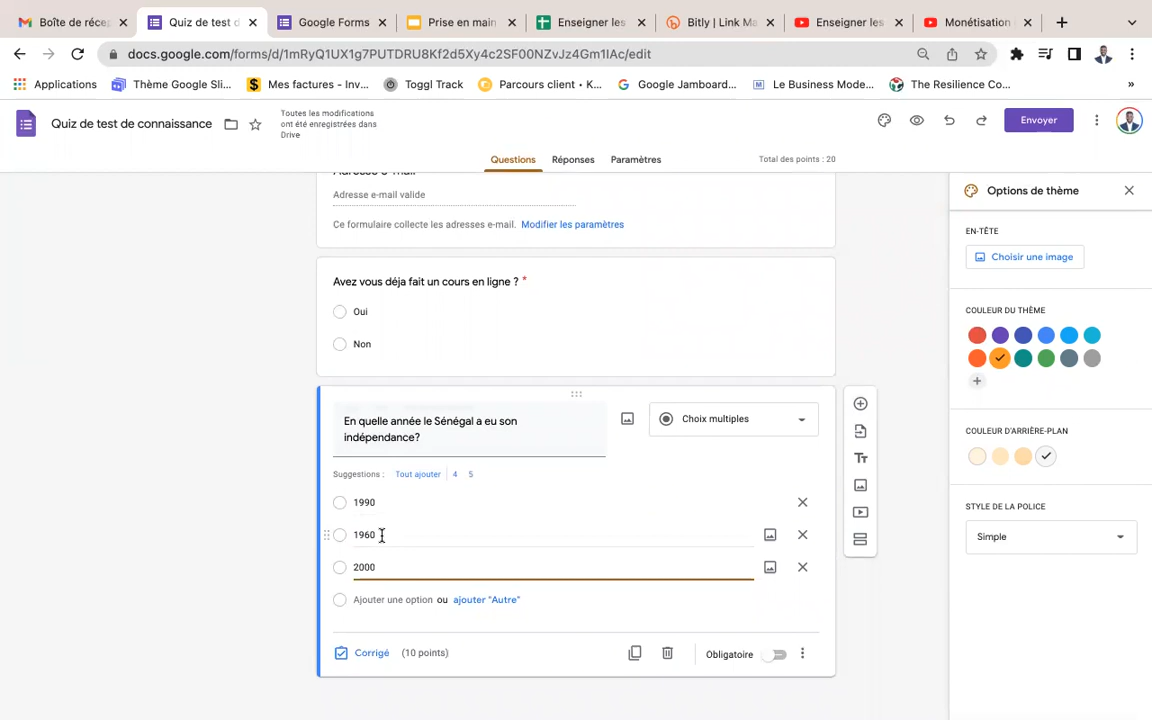 Boîte de récep
Quiz de test d
Google Forms
Prise en main
Enseigner les
Bitly | Link Ma
Enseigner les
Monétisation
docs.google.com/forms/d/1mRyQ1UX1g7PUTDRU8Kf2d5Xy4c2SF00NZvJz4Gm1IAc/edit
Applications
Thème Google Sli...
Mes factures - Inv...
Toggl Track
Parcours client • K...
Google Jamboard...
Le Business Mode...
The Resilience Co...
»
Quiz de test de connaissance
Toutes les modifications
ont été enregistrées dans
Drive
Envoyer
Questions
Réponses
Paramètres
Total des points : 20
Adresse e-mail
Adresse e-mail valide
Ce formulaire collecte les adresses e-mail. Modifier les paramètres
Avez vous déja fait un cours en ligne ? *
Oui
Non
En quelle année le Sénégal a eu son
indépendance?
Choix multiples
Suggestions : Tout ajouter 4 5
1990
1960
2000
Ajouter une option ou ajouter "Autre"
Corrigé (10 points)
Obligatoire
Tт
Options de thème
EN-TÊTE
Choisir une image
COULEUR DU THÈME
COULEUR D'ARRIÈRE-PLAN
STYLE DE LA POLICE
Simple